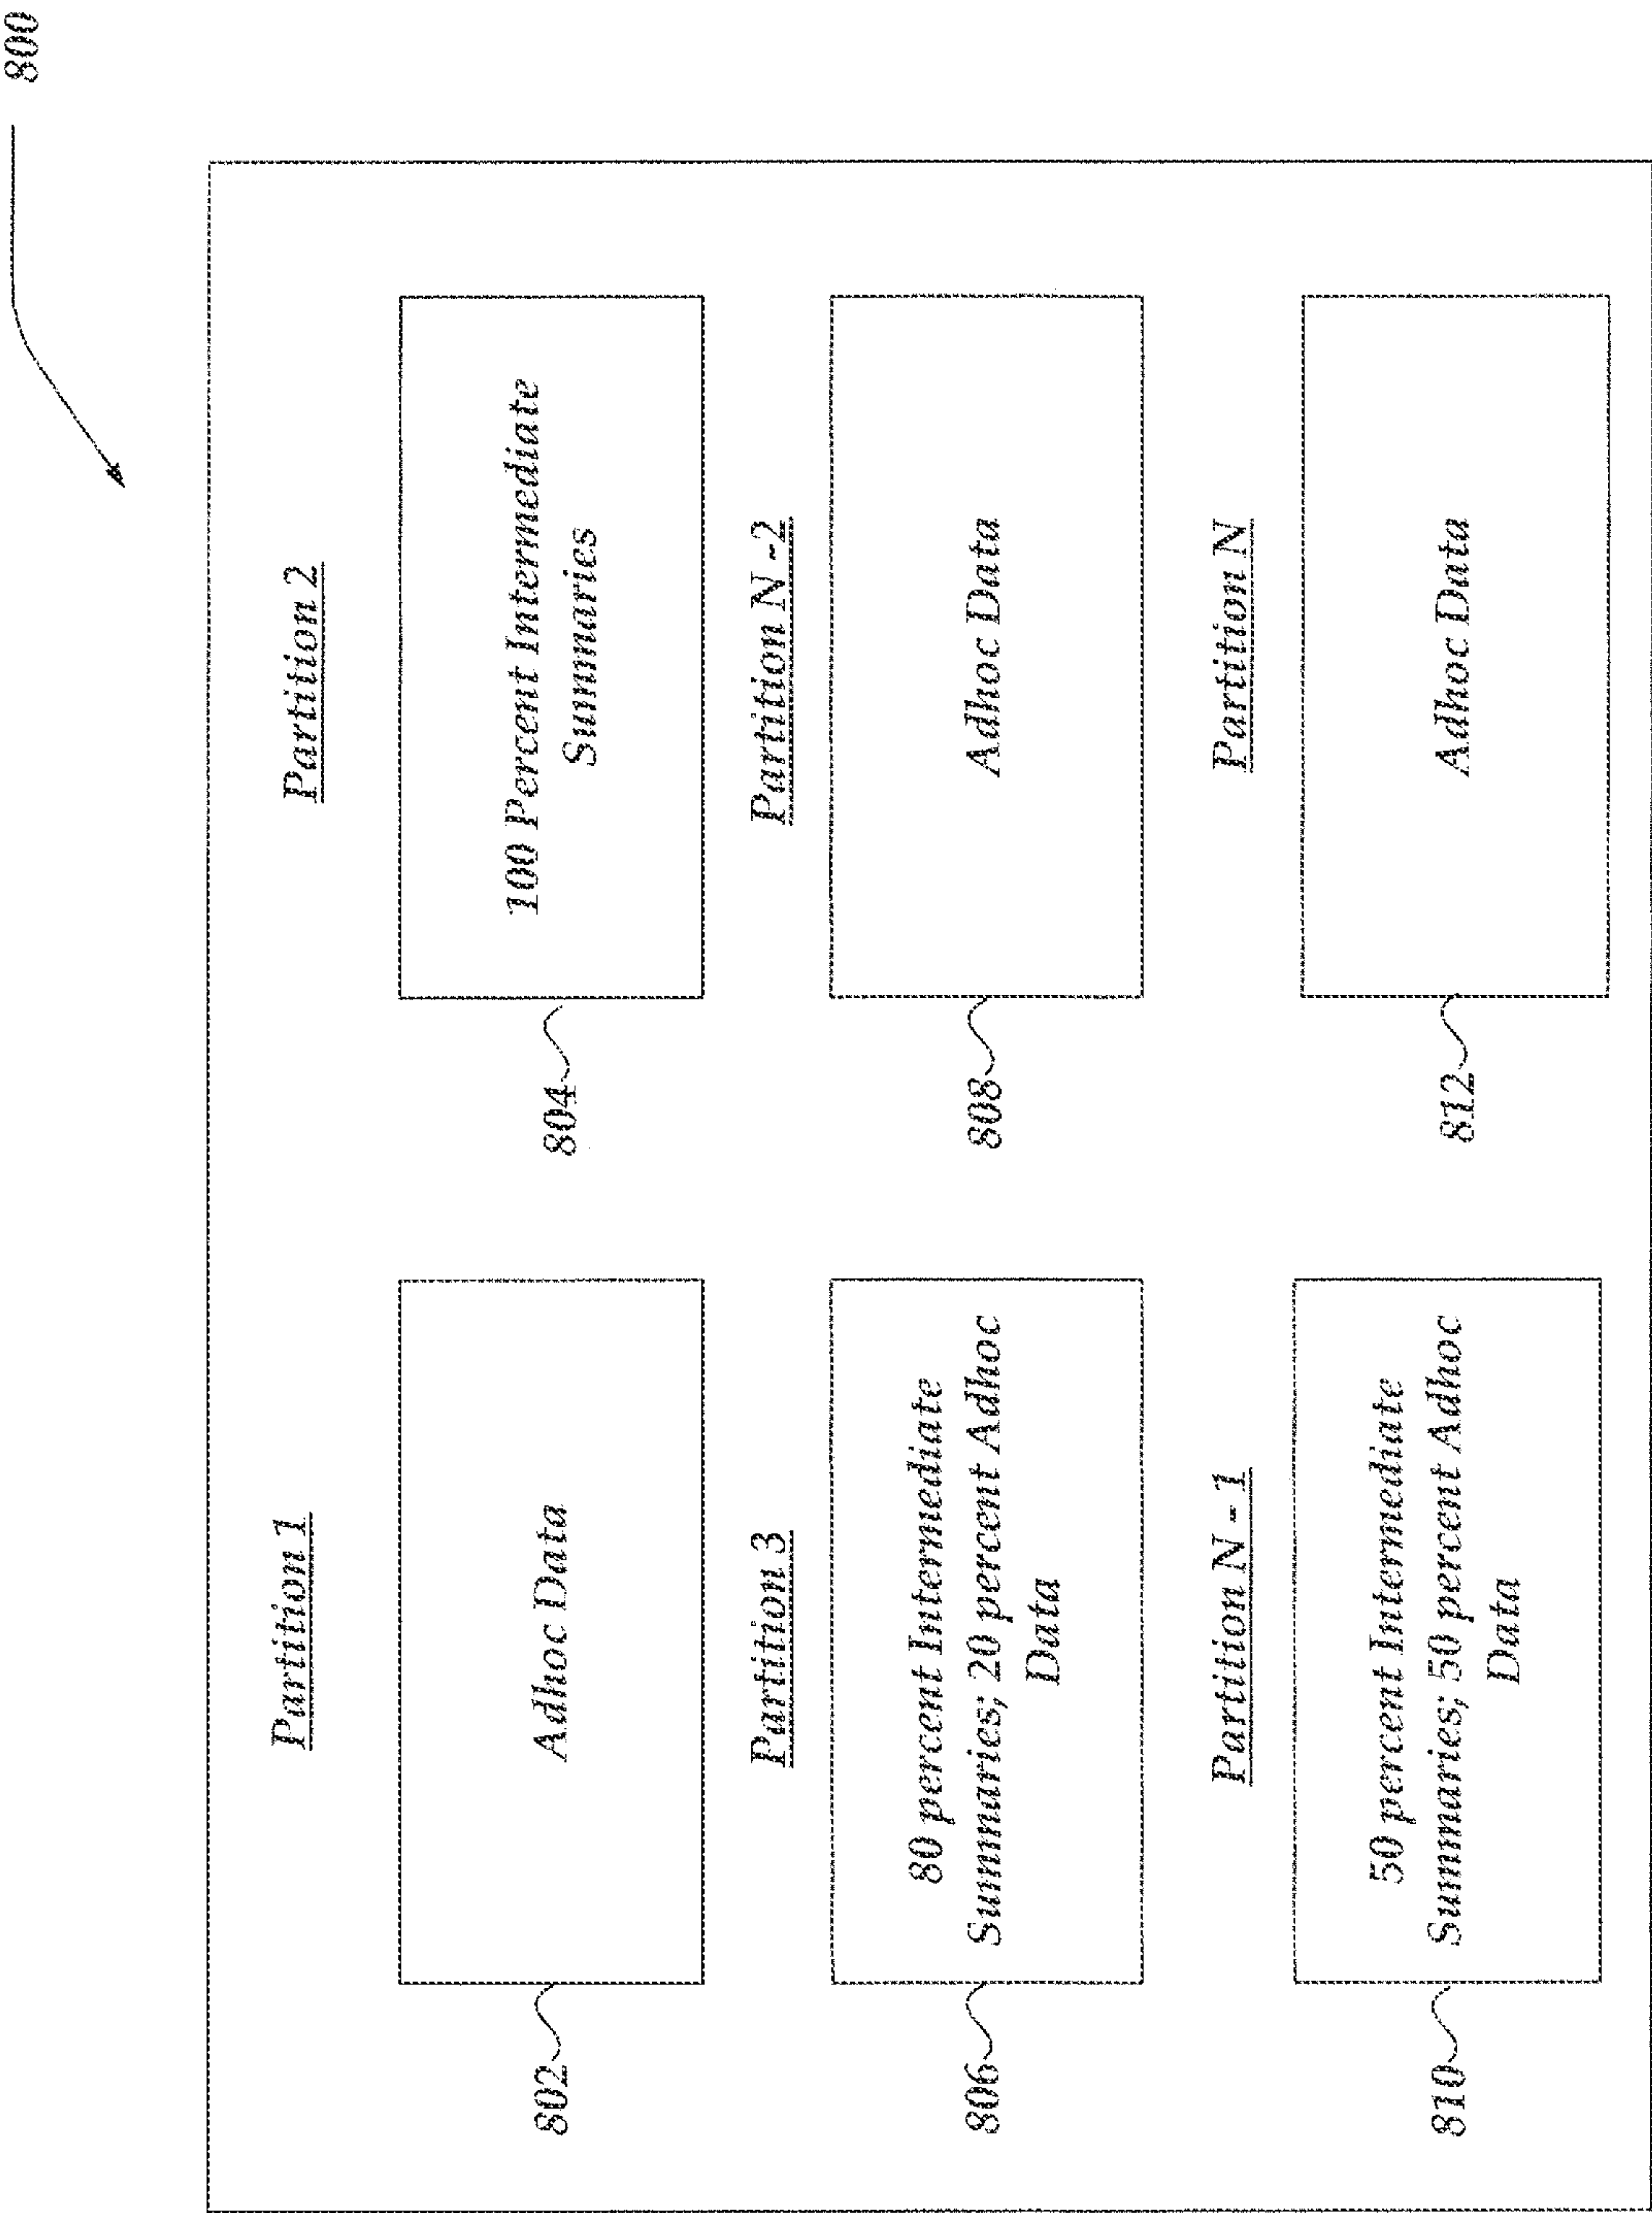 800
Partition 1
Partition 2
Adhoc Data
802
100 Percent Intermediate
Summaries
804
Partition 3
Partition N -2
80 percent Intermediate
Summaries; 20 percent Adhoc
Data
806
Adhoc Data
808
Partition N - 1
Partition N
50 percent Intermediate
Summaries; 50 percent Adhoc
Data
810
Adhoc Data
812